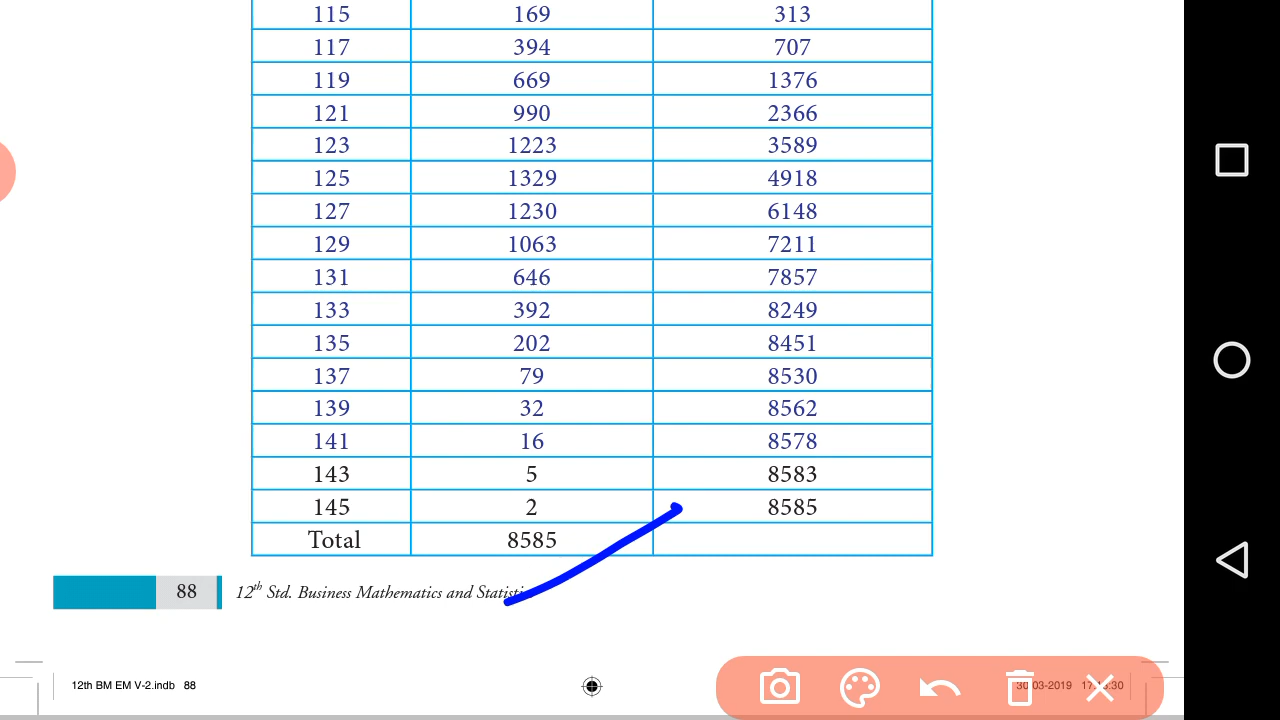 115 169 313
117 394 707
119 669 1376
121 990 2366
123 1223 3589
125 1329 4918
127 1230 6148
129 1063 7211
131 646 7857
133 392 8249
135 202 8451
137 79 8530
139 32 8562
141 16 8578
143 5 8583
145 2 8585
Total 8585
88 12th Std. Business Mathematics and
12th BM EM V-2.indb 88 30-03-2019